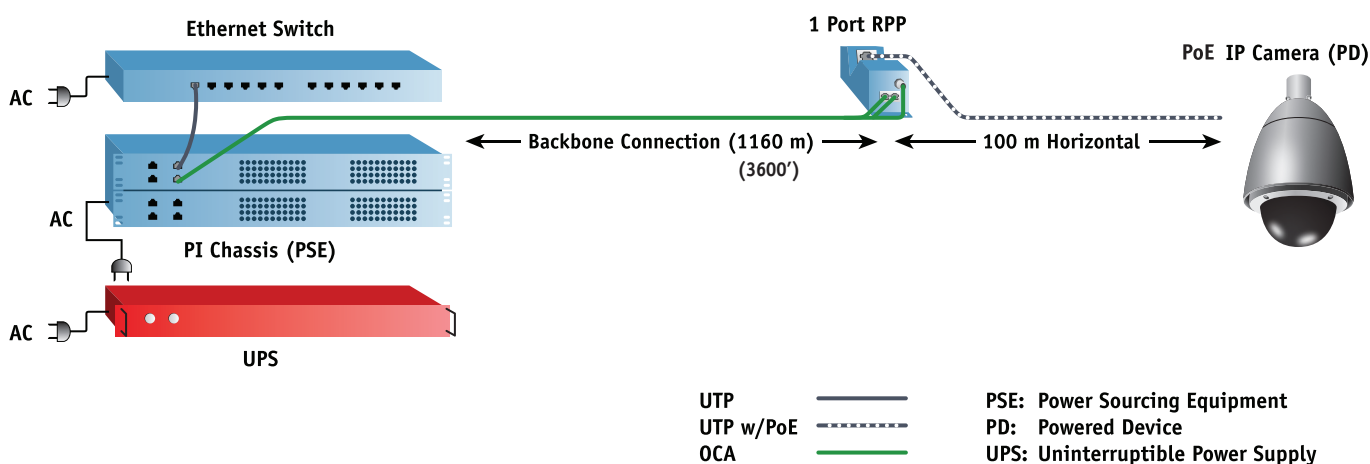 Ethernet Switch
1 Port RPP
PoE IP Camera (PD)
AC
Backbone Connection (1160 m)
(3600’)
100 m Horizontal
AC
PI Chassis (PSE)
AC
UPS
UTP
UTP w/PoE
OCA
PSE: Power Sourcing Equipment
PD: Powered Device
UPS: Uninterruptible Power Supply